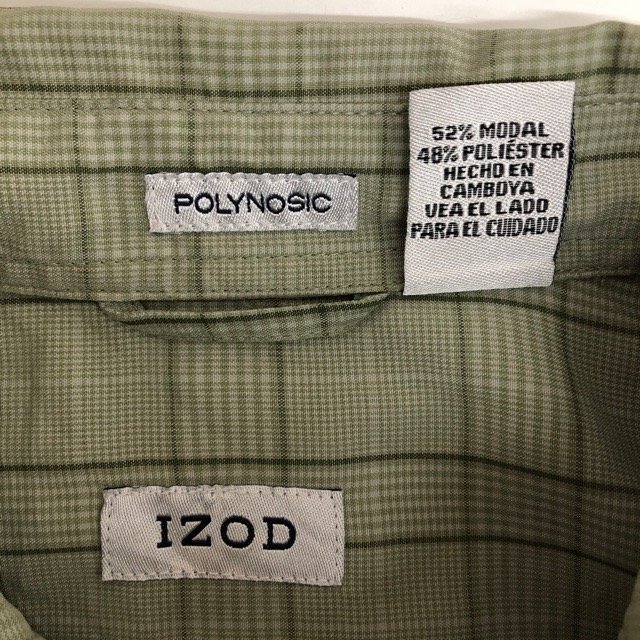 POLYNOSIC
52% MODAL
48% POLIÉSTER
HECHO EN
CAMBOYA
VEA EL LADO
PARA EL CUIDADO
IZOD